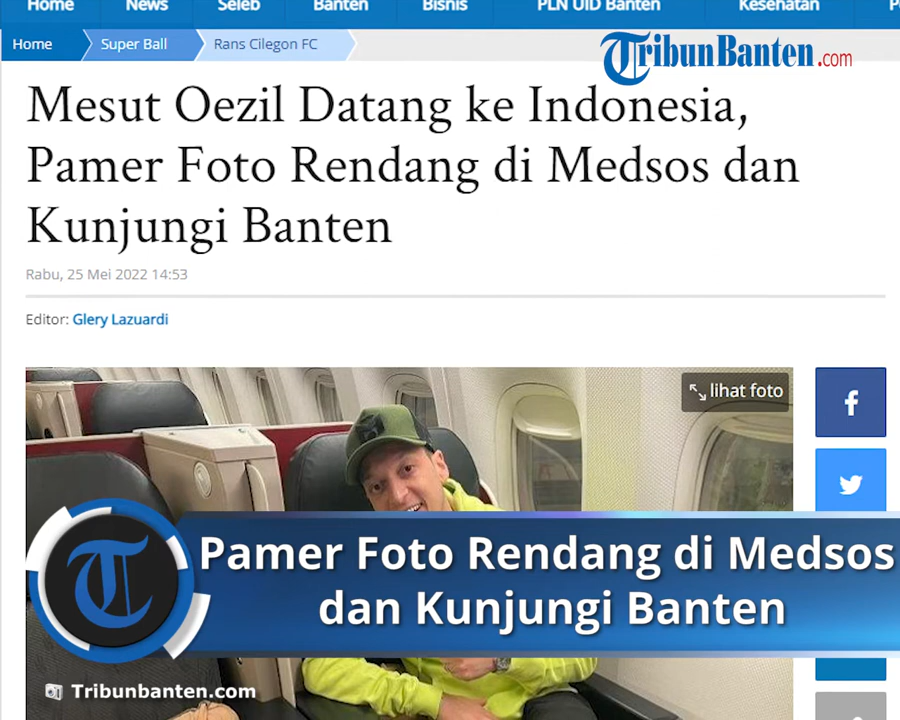 Home News Seleb Banten Bisnis PLN UID Banten Kesehatan
Home Super Ball Rans Cilegon FC
TribunBanten.com
Mesut Oezil Datang ke Indonesia,
Pamer Foto Rendang di Medsos dan
Kunjungi Banten
Rabu, 25 Mei 2022 14:53
Editor: Glery Lazuardi
lihat foto
Pamer Foto Rendang di Medsos
dan Kunjungi Banten
Tribunbanten.com